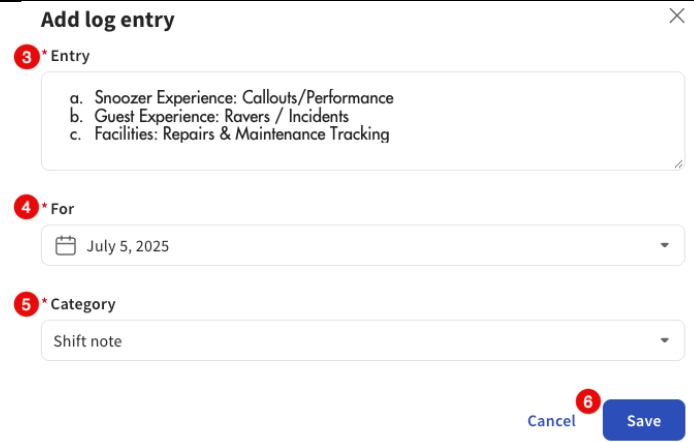 Add log entry
3 * Entry
a. Snoozer Experience: Callouts/Performance
b. Guest Experience: Ravers / Incidents
c. Facilities: Repairs & Maintenance Tracking
4 * For
July 5, 2025
5 * Category
Shift note
6
Cancel Save